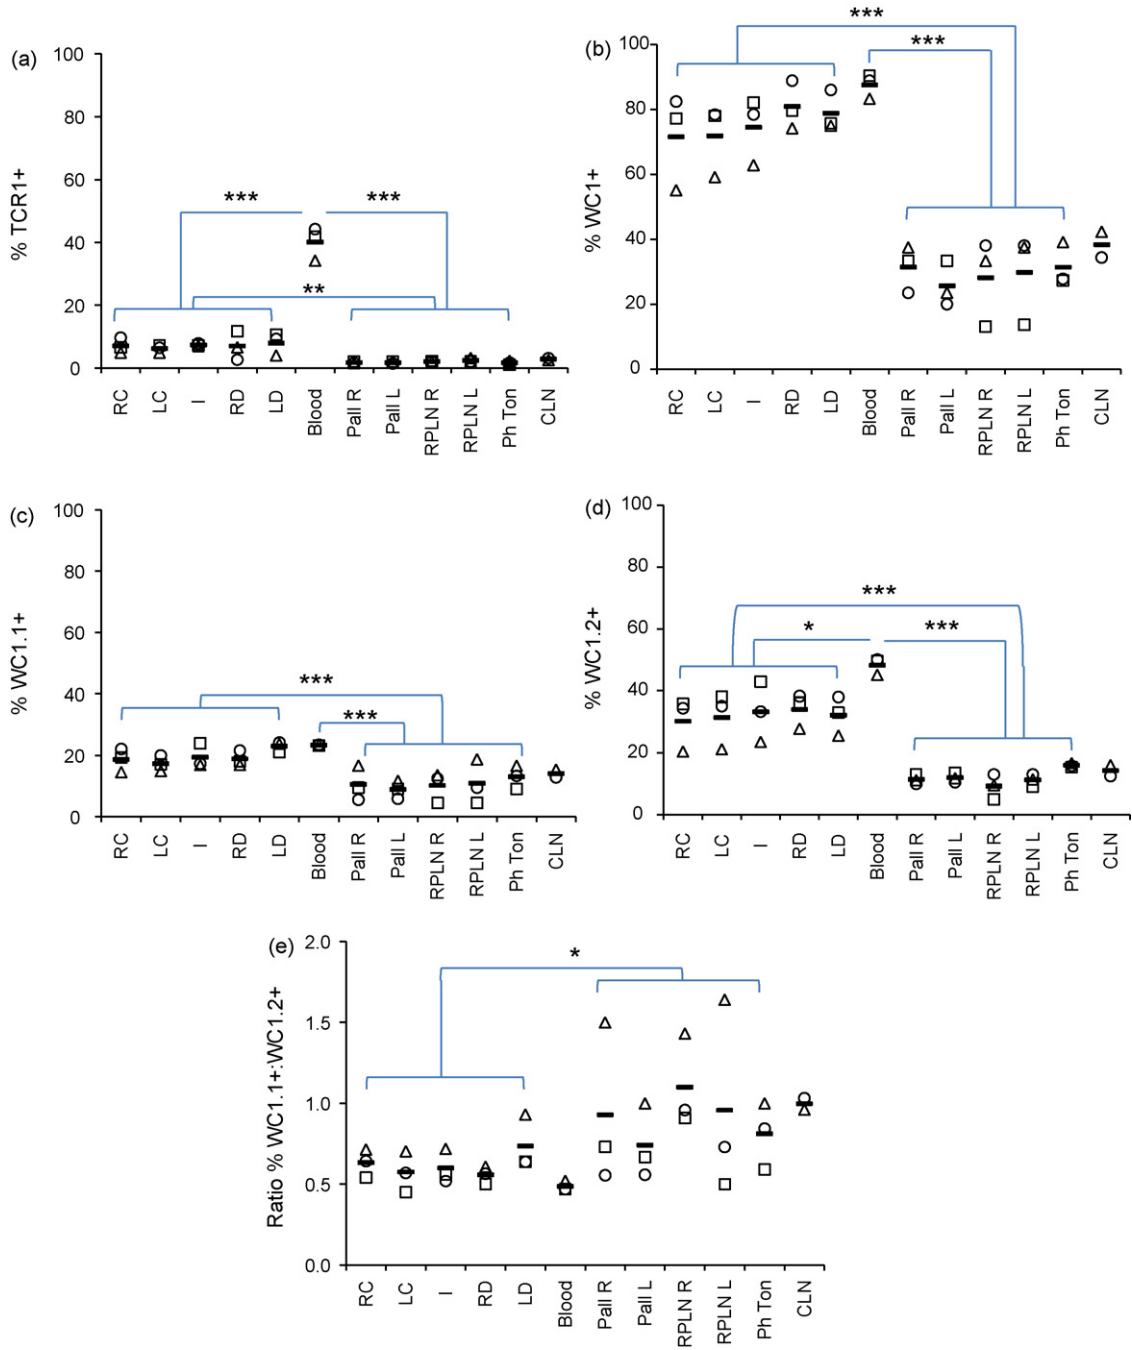 (a)
% TCR1+
100
80
60
40
20
0
***
***
**
RC
LC
I
RD
LD
Blood
Pall R
Pall L
RPLN R
RPLN L
Ph Ton
CLN
(b)
% WC1+
100
80
60
40
20
0
***
***
RC
LC
I
RD
LD
Blood
Pall R
Pall L
RPLN R
RPLN L
Ph Ton
CLN
(c)
% WC1.1+
100
80
60
40
20
0
***
***
RC
LC
I
RD
LD
Blood
Pall R
Pall L
RPLN R
RPLN L
Ph Ton
CLN
(d)
% WC1.2+
100
80
60
40
20
0
***
*
***
RC
LC
I
RD
LD
Blood
Pall R
Pall L
RPLN R
RPLN L
Ph Ton
CLN
(e)
Ratio % WC1.1+:WC1.2+
2.0
1.5
1.0
0.5
0.0
*
RC
LC
I
RD
LD
Blood
Pall R
Pall L
RPLN R
RPLN L
Ph Ton
CLN